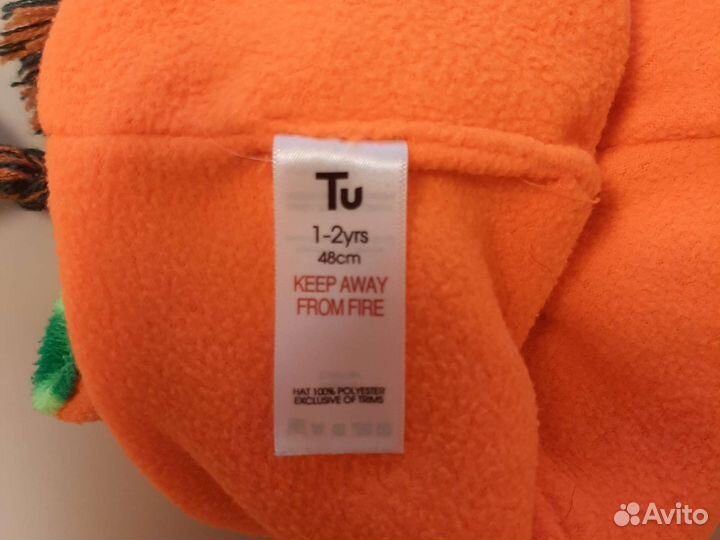 Tu
1-2yrs
48cm
KEEP AWAY
FROM FIRE
HAT 100% POLYESTER
EXCLUSIVE OF TRIMS
Avito